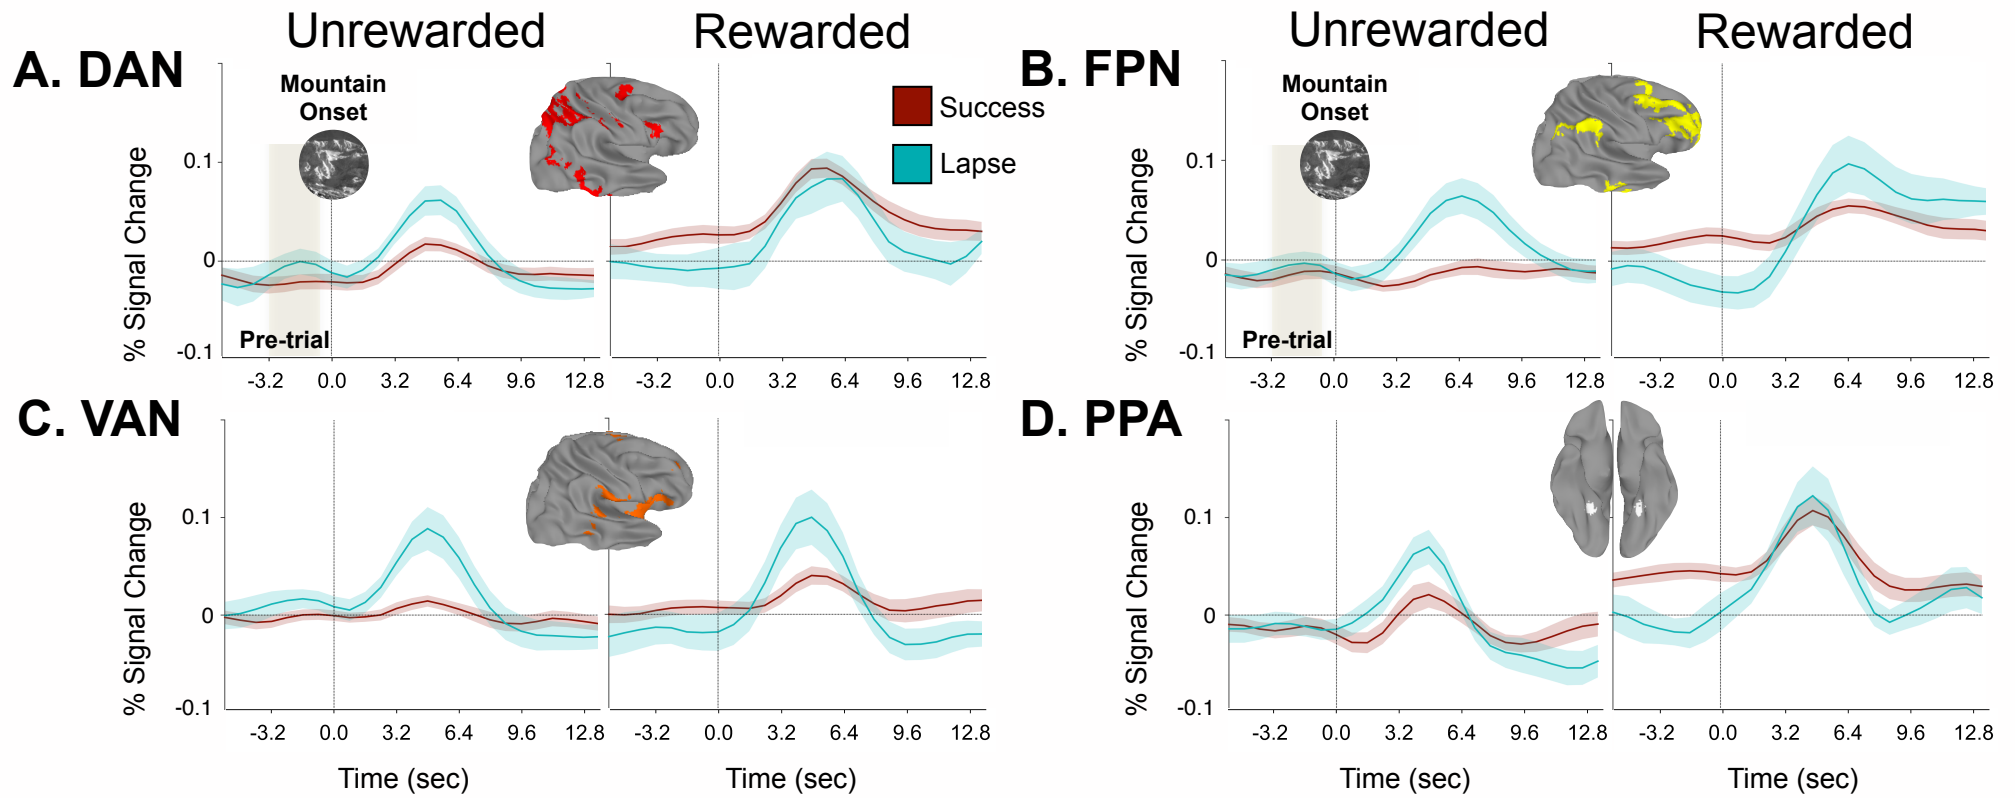 Unrewarded
Rewarded
A. DAN
Mountain
Onset
Success
Lapse
% Signal Change
0.1
0
-0.1
Pre-trial
-3.2 0.0 3.2 6.4 9.6 12.8
-3.2 0.0 3.2 6.4 9.6 12.8
Unrewarded
Rewarded
B. FPN
Mountain
Onset
% Signal Change
0.1
0
-0.1
Pre-trial
-3.2 0.0 3.2 6.4 9.6 12.8
-3.2 0.0 3.2 6.4 9.6 12.8
C. VAN
% Signal Change
0.1
0
-0.1
-3.2 0.0 3.2 6.4 9.6 12.8
-3.2 0.0 3.2 6.4 9.6 12.8
Time (sec)
Time (sec)
D. PPA
% Signal Change
0.1
0
-0.1
-3.2 0.0 3.2 6.4 9.6 12.8
-3.2 0.0 3.2 6.4 9.6 12.8
Time (sec)
Time (sec)